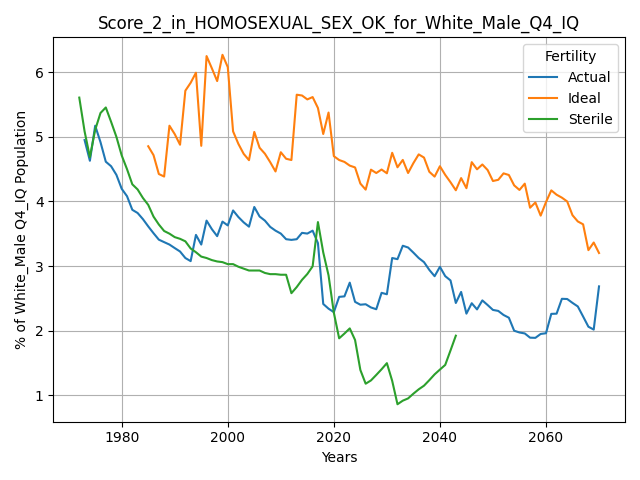 Score_2_in_HOMOSEXUAL_SEX_OK_for_White_Male_Q4_IQ
Fertility
Actual
Ideal
Sterile
% of White_Male Q4_IQ Population
6
5
4
3
2
1
1980 2000 2020 2040 2060
Years